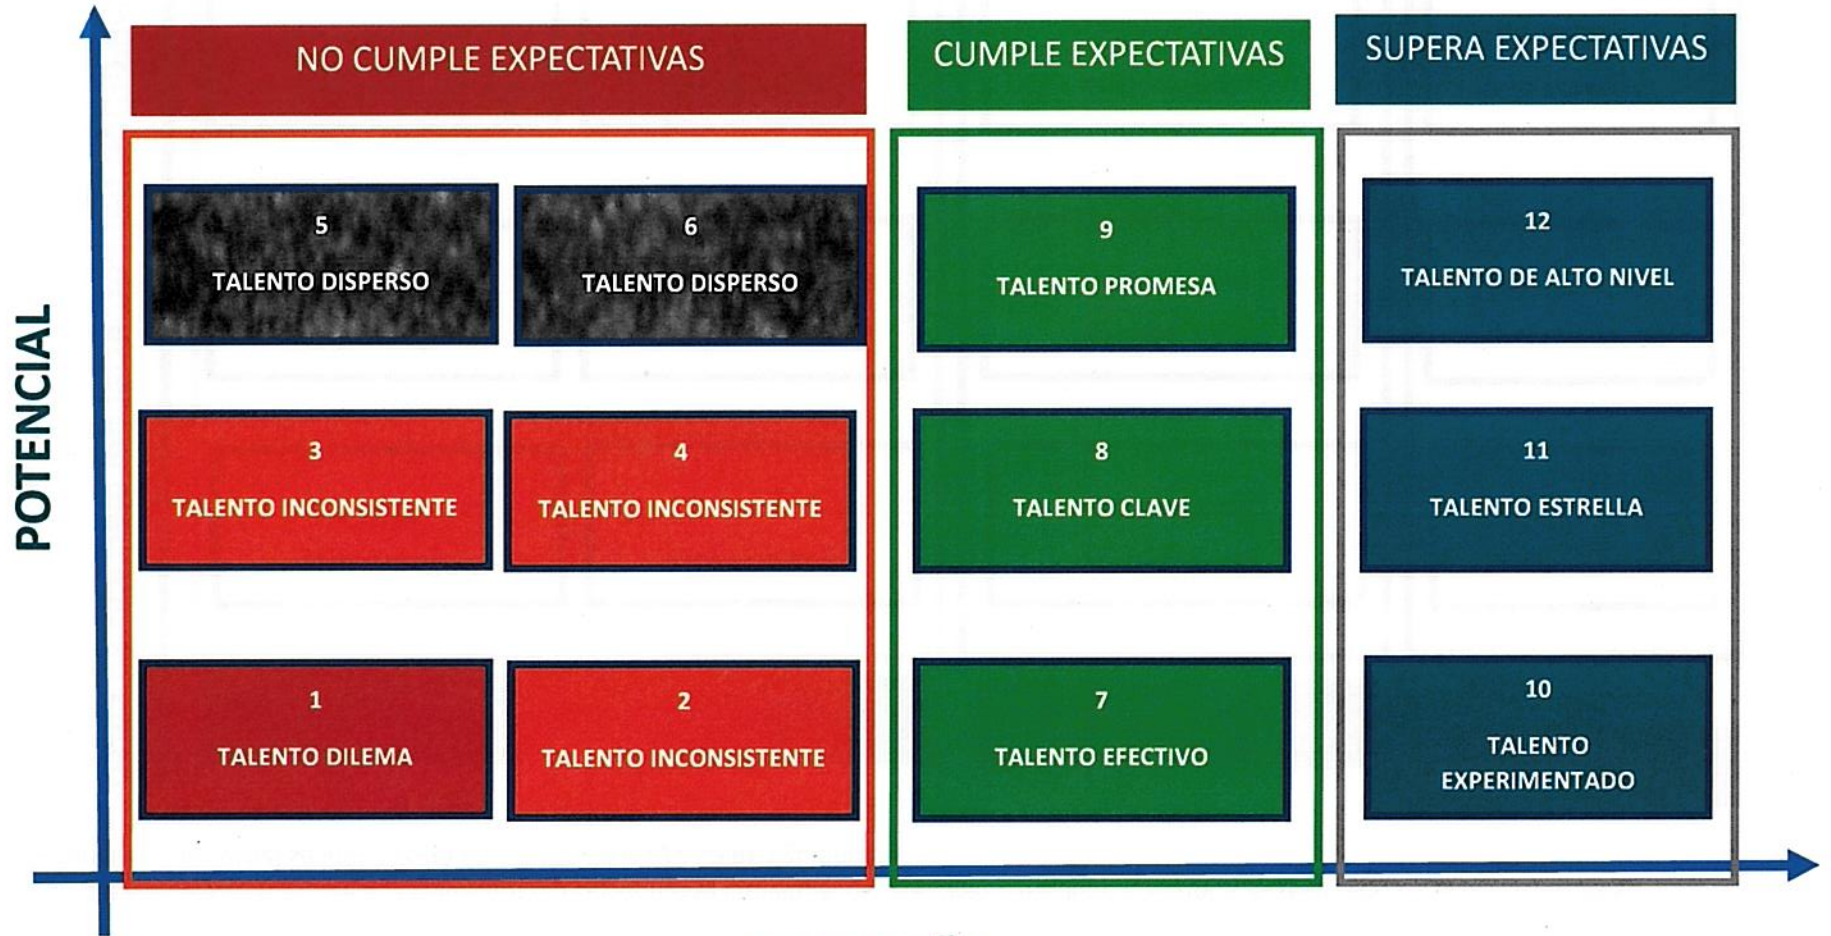 NO CUMPLE EXPECTATIVAS
CUMPLE EXPECTATIVAS
SUPERA EXPECTATIVAS
POTENCIAL
5
TALENTO DISPERSO
6
TALENTO DISPERSO
9
TALENTO PROMESA
12
TALENTO DE ALTO NIVEL
3
TALENTO INCONSISTENTE
4
TALENTO INCONSISTENTE
8
TALENTO CLAVE
11
TALENTO ESTRELLA
1
TALENTO DILEMA
2
TALENTO INCONSISTENTE
7
TALENTO EFECTIVO
10
TALENTO
EXPERIMENTADO